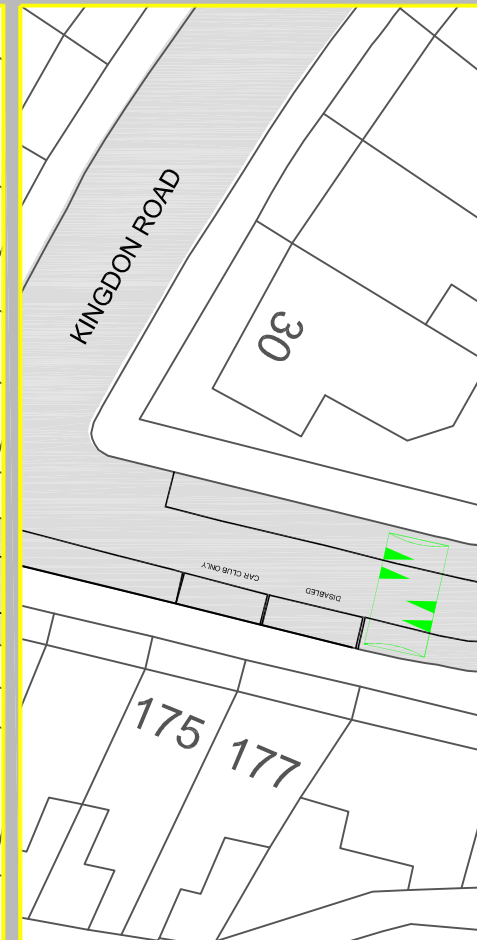 KINGDON ROAD
30
CAR CLUB ONLY
DISABLED
175
177